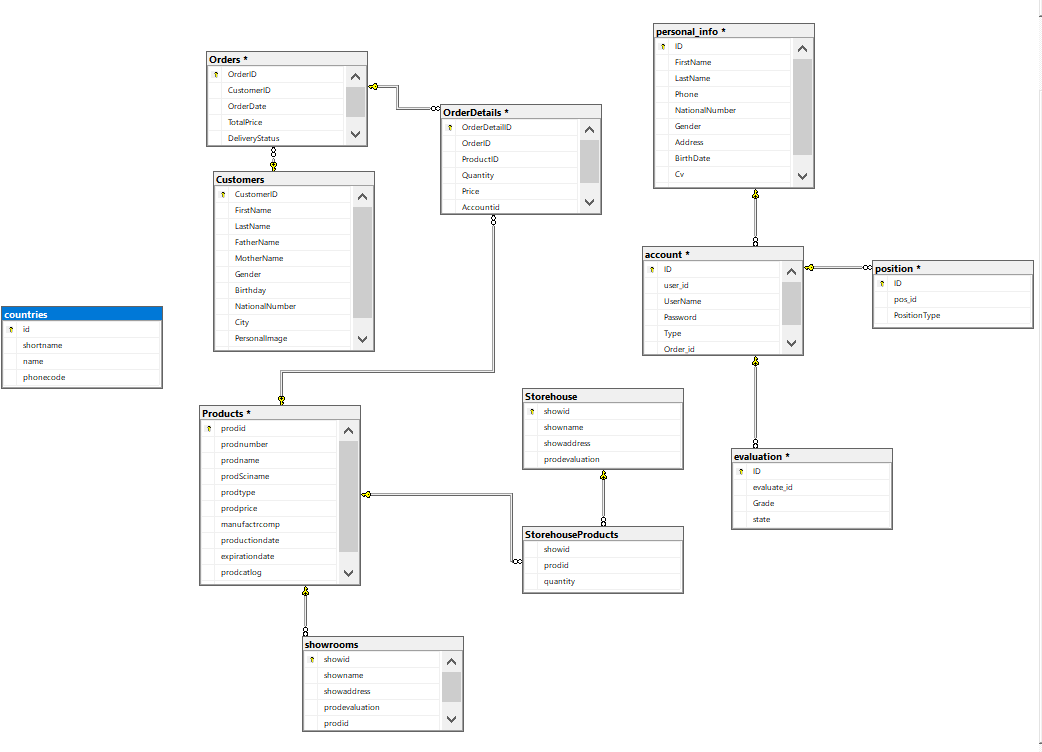 Orders *
OrderID
CustomerID
OrderDate
TotalPrice
DeliveryStatus
OrderDetails *
OrderDetailID
OrderID
ProductID
Quantity
Price
Accountid
personal_info *
ID
FirstName
LastName
Phone
NationalNumber
Gender
Address
BirthDate
Cv
Customers
CustomerID
FirstName
LastName
FatherName
MotherName
Gender
Birthday
NationalNumber
City
PersonalImage
account *
ID
user_id
UserName
Password
Type
Order_id
position *
ID
pos_id
PositionType
countries
id
shortname
name
phonecode
Products *
prodid
prodnumber
prodname
prodSciname
prodtype
prodprice
manufactrcomp
productiondate
expirationdate
prodcatlog
Storehouse
showid
showname
showaddress
prodevaluation
evaluation *
ID
evaluate_id
Grade
state
StorehouseProducts
showid
prodid
quantity
showrooms
showid
showname
showaddress
prodevaluation
prodid